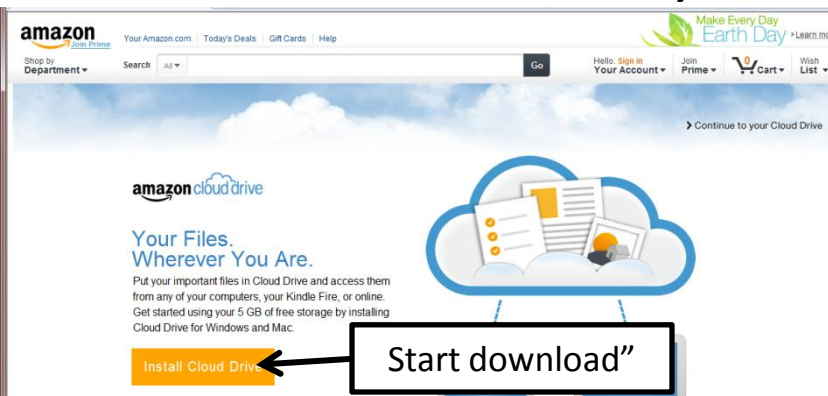 Make Every Day
Earth Day
Learn mo
amazon
Join Prime
Your Amazon.com
Today's Deals
Gift Cards
Help
Shop by
Department
Search
All
Go
Hello. Sign in
Your Account
Join
Prime
0
Cart
Wish
List
Continue to your Cloud Drive
amazon cloud drive
Your Files.
Wherever You Are.
Put your important files in Cloud Drive and access them
from any of your computers, your Kindle Fire, or online.
Get started using your 5 GB of free storage by installing
Cloud Drive for Windows and Mac.
Install Cloud Drive
Start download”